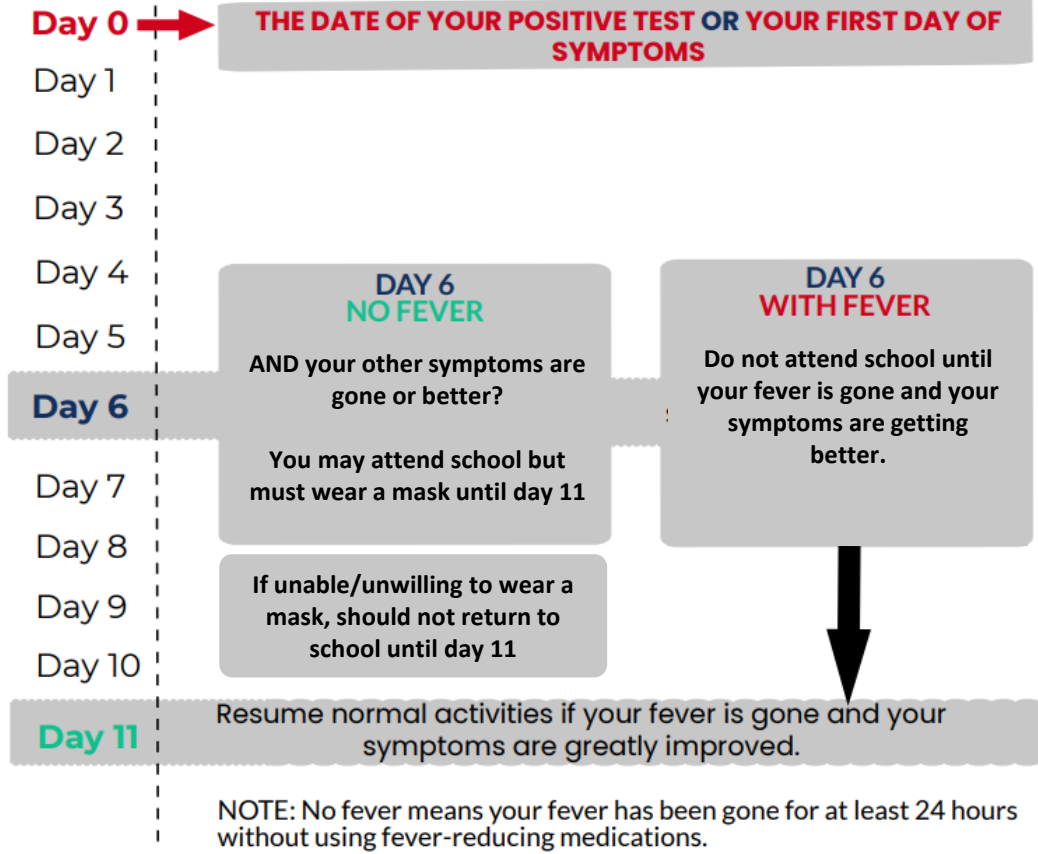 Day 0
THE DATE OF YOUR POSITIVE TEST OR YOUR FIRST DAY OF
SYMPTOMS
Day 1
Day 2
Day 3
Day 4
Day 5
Day 6
DAY 6
NO FEVER
AND your other symptoms are
gone or better?
You may attend school but
must wear a mask until day 11
DAY 6
WITH FEVER
Do not attend school until
your fever is gone and your
symptoms are getting
better.
Day 7
Day 8
Day 9
Day 10
If unable/unwilling to wear a
mask, should not return to
school until day 11
Day 11
Resume normal activities if your fever is gone and your
symptoms are greatly improved.
NOTE: No fever means your fever has been gone for at least 24 hours
without using fever-reducing medications.